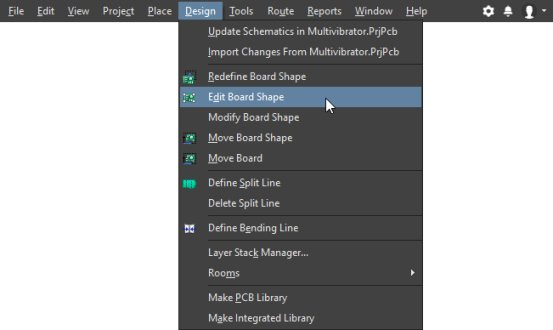 File Edit View Project Place Design Tools Route Reports Window Help
Update Schematics in Multivibrator.PrjPcb
Import Changes From Multivibrator.PrjPcb
Redefine Board Shape
Edit Board Shape
Modify Board Shape
Move Board Shape
Move Board
Define Split Line
Delete Split Line
Define Bending Line
Layer Stack Manager...
Rooms
Make PCB Library
Make Integrated Library